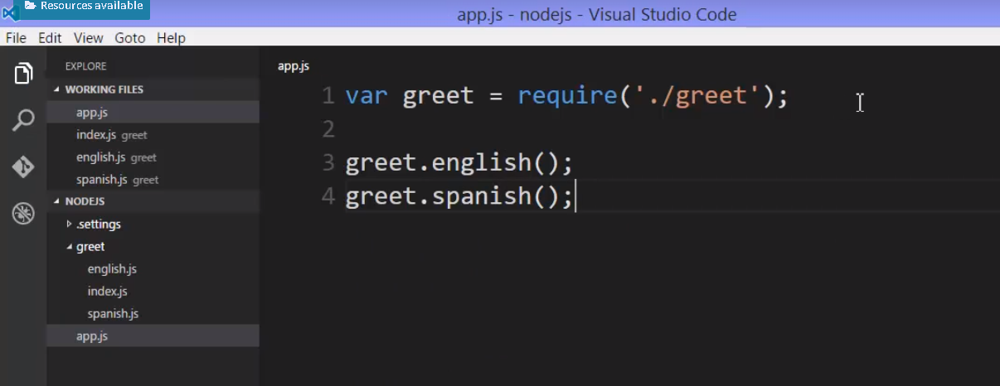 Resources available
app.js - nodejs - Visual Studio Code
File Edit View Goto Help
EXPLORE
WORKING FILES
app.js
index.js greet
english.js greet
spanish.js greet
NODEJS
.settings
greet
english.js
index.js
spanish.js
app.js
app.js
1 var greet = require('./greet');
2
3 greet.english();
4 greet.spanish();